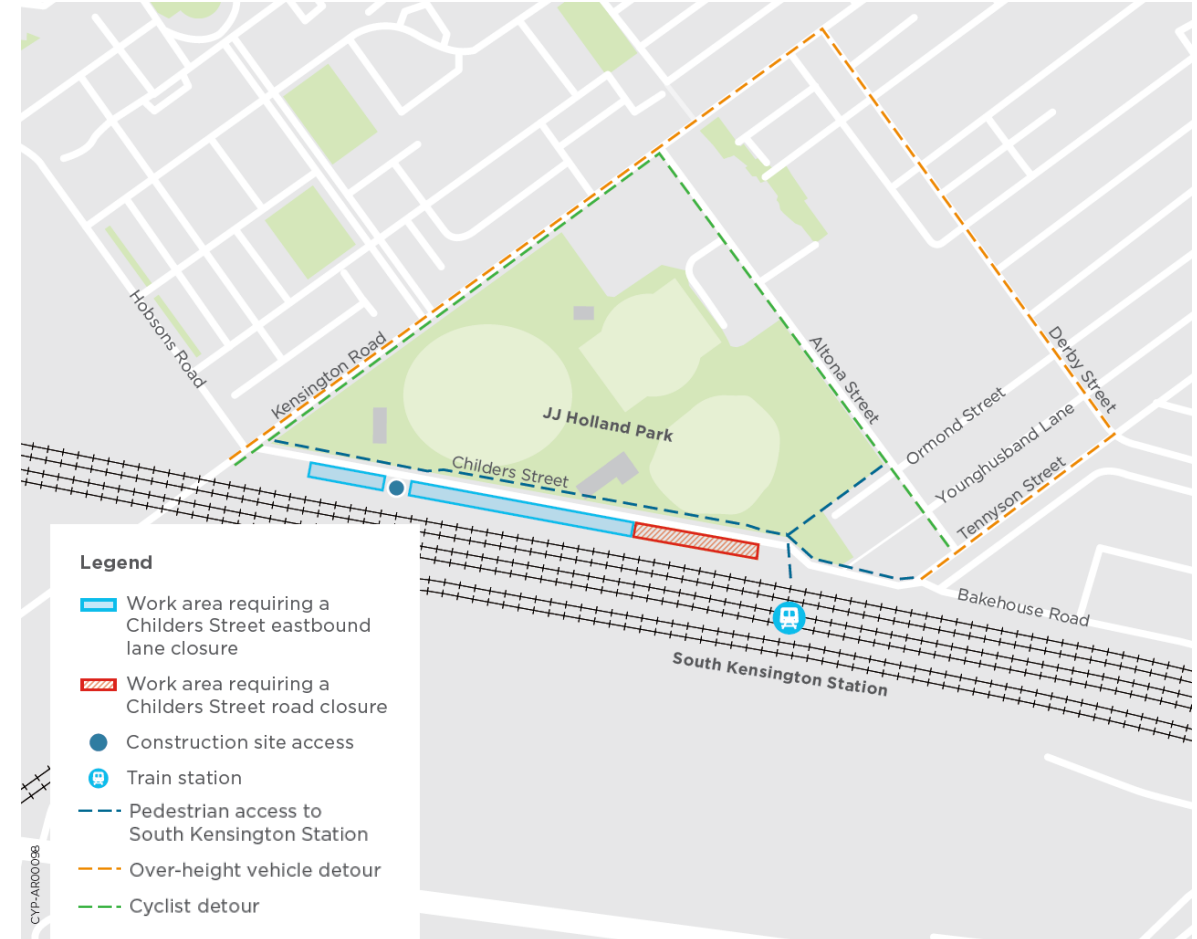 Hobsons Road
Kensington Road
JJ Holland Park
Childers Street
Altona Street
Derby Street
Ormond Street
Younghusband Lane
Tennyson Street
Bakehouse Road
South Kensington Station
Legend
Work area requiring a
Childers Street eastbound
lane closure
Work area requiring a
Childers Street road closure
Construction site access
Train station
Pedestrian access to
South Kensington Station
Over-height vehicle detour
Cyclist detour
CYP-AR00098